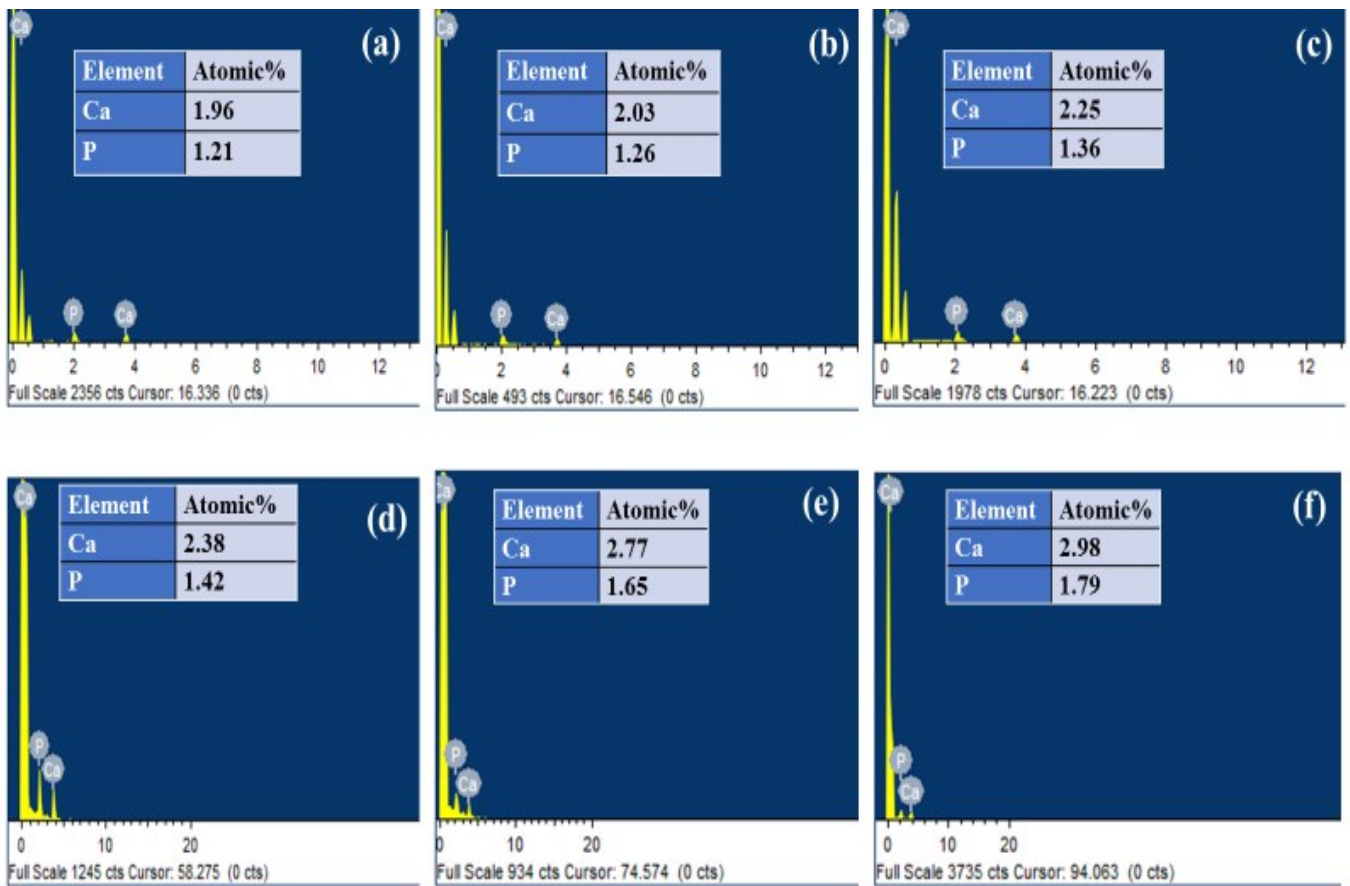 Ca
(a)
Element Atomic%
Ca 1.96
P 1.21
P Ca
0 2 4 6 8 10 12
Full Scale 2356 cts Cursor: 16.336 (0 cts)
Ca
(b)
Element Atomic%
Ca 2.03
P 1.26
P Ca
0 2 4 6 8 10 12
Full Scale 493 cts Cursor: 16.546 (0 cts)
Ca
(c)
Element Atomic%
Ca 2.25
P 1.36
P Ca
0 2 4 6 8 10 12
Full Scale 1978 cts Cursor: 16.223 (0 cts)
Ca
(d)
Element Atomic%
Ca 2.38
P 1.42
P
Ca
0 10 20
Full Scale 1245 cts Cursor: 58.275 (0 cts)
Ca
(e)
Element Atomic%
Ca 2.77
P 1.65
P
Ca
0 10 20
Full Scale 934 cts Cursor: 74.574 (0 cts)
Ca
(f)
Element Atomic%
Ca 2.98
P 1.79
P
Ca
0 10 20
Full Scale 3735 cts Cursor: 94.063 (0 cts)